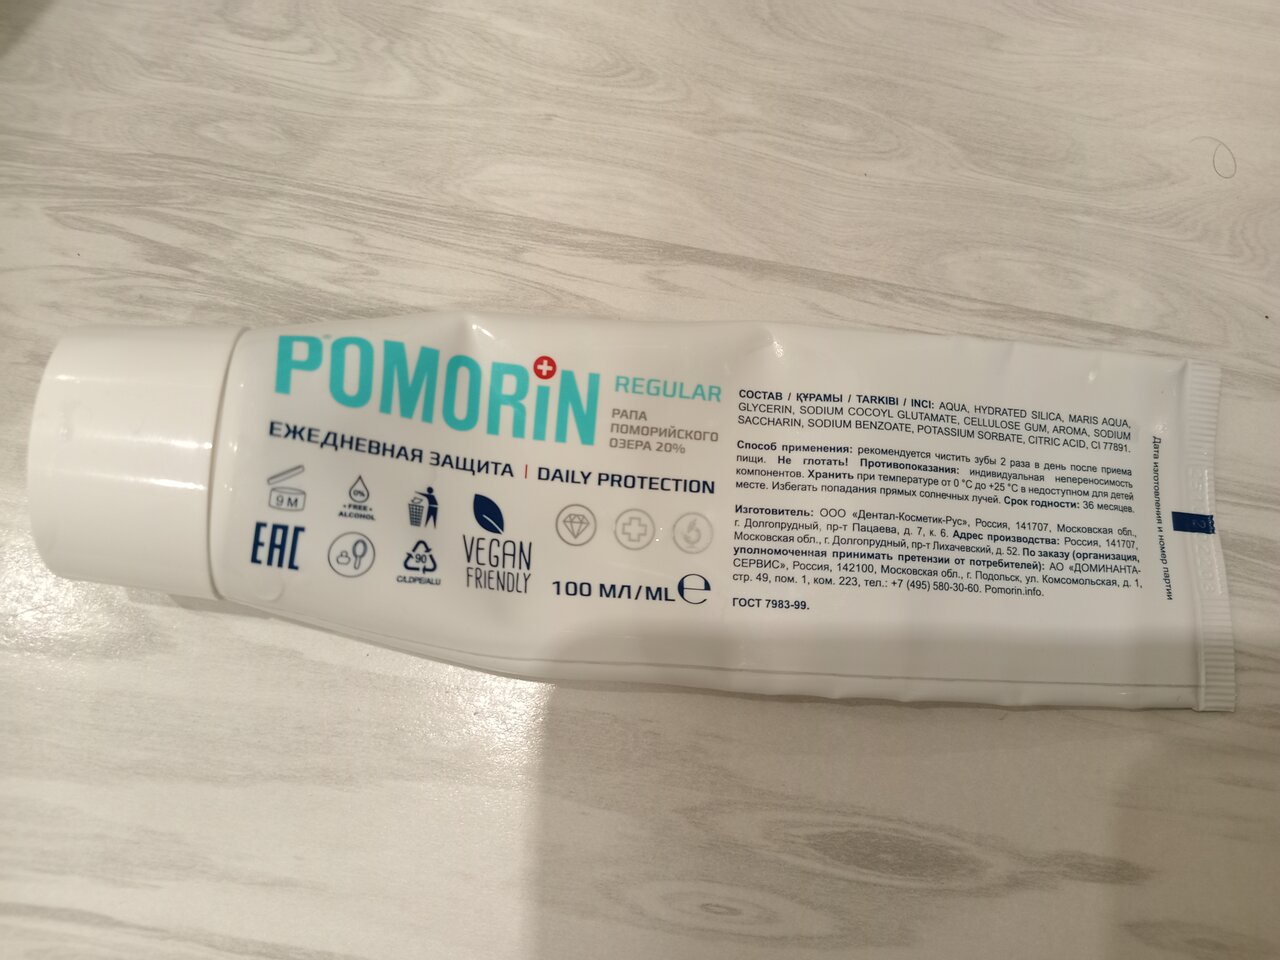 POMORiN
REGULAR
РАПА
ПОМОРИЙСКОГО
ОЗЕРА 20%
ЕЖЕДНЕВНАЯ ЗАЩИТА | DAILY PROTECTION
9 M
0%
FREE
ALCOHOL
EAC
90
C/LDPE/ALU
VEGAN
FRIENDLY
100 МЛ/ML ℮
СОСТАВ / ҚҰРАМЫ / TARKIBI / INCI: AQUA, HYDRATED SILICA, MARIS AQUA,
GLYCERIN, SODIUM COCOYL GLUTAMATE, CELLULOSE GUM, AROMA, SODIUM
SACCHARIN, SODIUM BENZOATE, POTASSIUM SORBATE, CITRIC ACID, CI 77891.
Способ применения: рекомендуется чистить зубы 2 раза в день после приема
пищи. Не глотать! Противопоказания: индивидуальная непереносимость
компонентов. Хранить при температуре от 0 °С до +25 °С в недоступном для детей
месте. Избегать попадания прямых солнечных лучей. Срок годности: 36 месяцев.
Изготовитель: ООО «Дентал-Косметик-Рус», Россия, 141707, Московская обл.,
г. Долгопрудный, пр-т Пацаева, д. 7, к. 6. Адрес производства: Россия, 141707,
Московская обл., г. Долгопрудный, пр-т Лихачевский, д. 52. По заказу (организация,
уполномоченная принимать претензии от потребителей): АО «ДОМИНАНТА-
СЕРВИС», Россия, 142100, Московская обл., г. Подольск, ул. Комсомольская, д. 1,
стр. 49, пом. 1, ком. 223, тел.: +7 (495) 580-30-60. Pomorin.info.
ГОСТ 7983-99.
Дата изготовления и номер партии